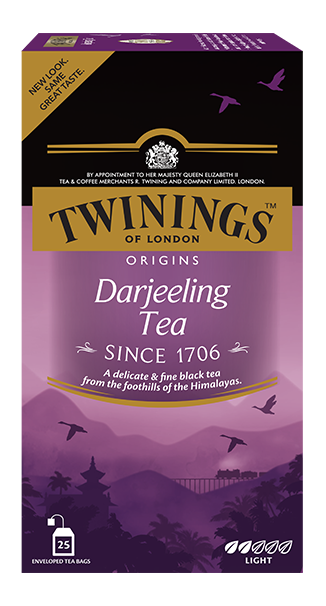 NEW LOOK.
SAME
GREAT TASTE.
BY APPOINTMENT TO HER MAJESTY QUEEN ELIZABETH II
TEA & COFFEE MERCHANTS R. TWINING AND COMPANY LIMITED. LONDON.
TWININGS™
OF LONDON
ORIGINS
Darjeeling
Tea
SINCE 1706
A delicate & fine black tea
from the foothills of the Himalayas.
25
ENVELOPED TEA BAGS
LIGHT